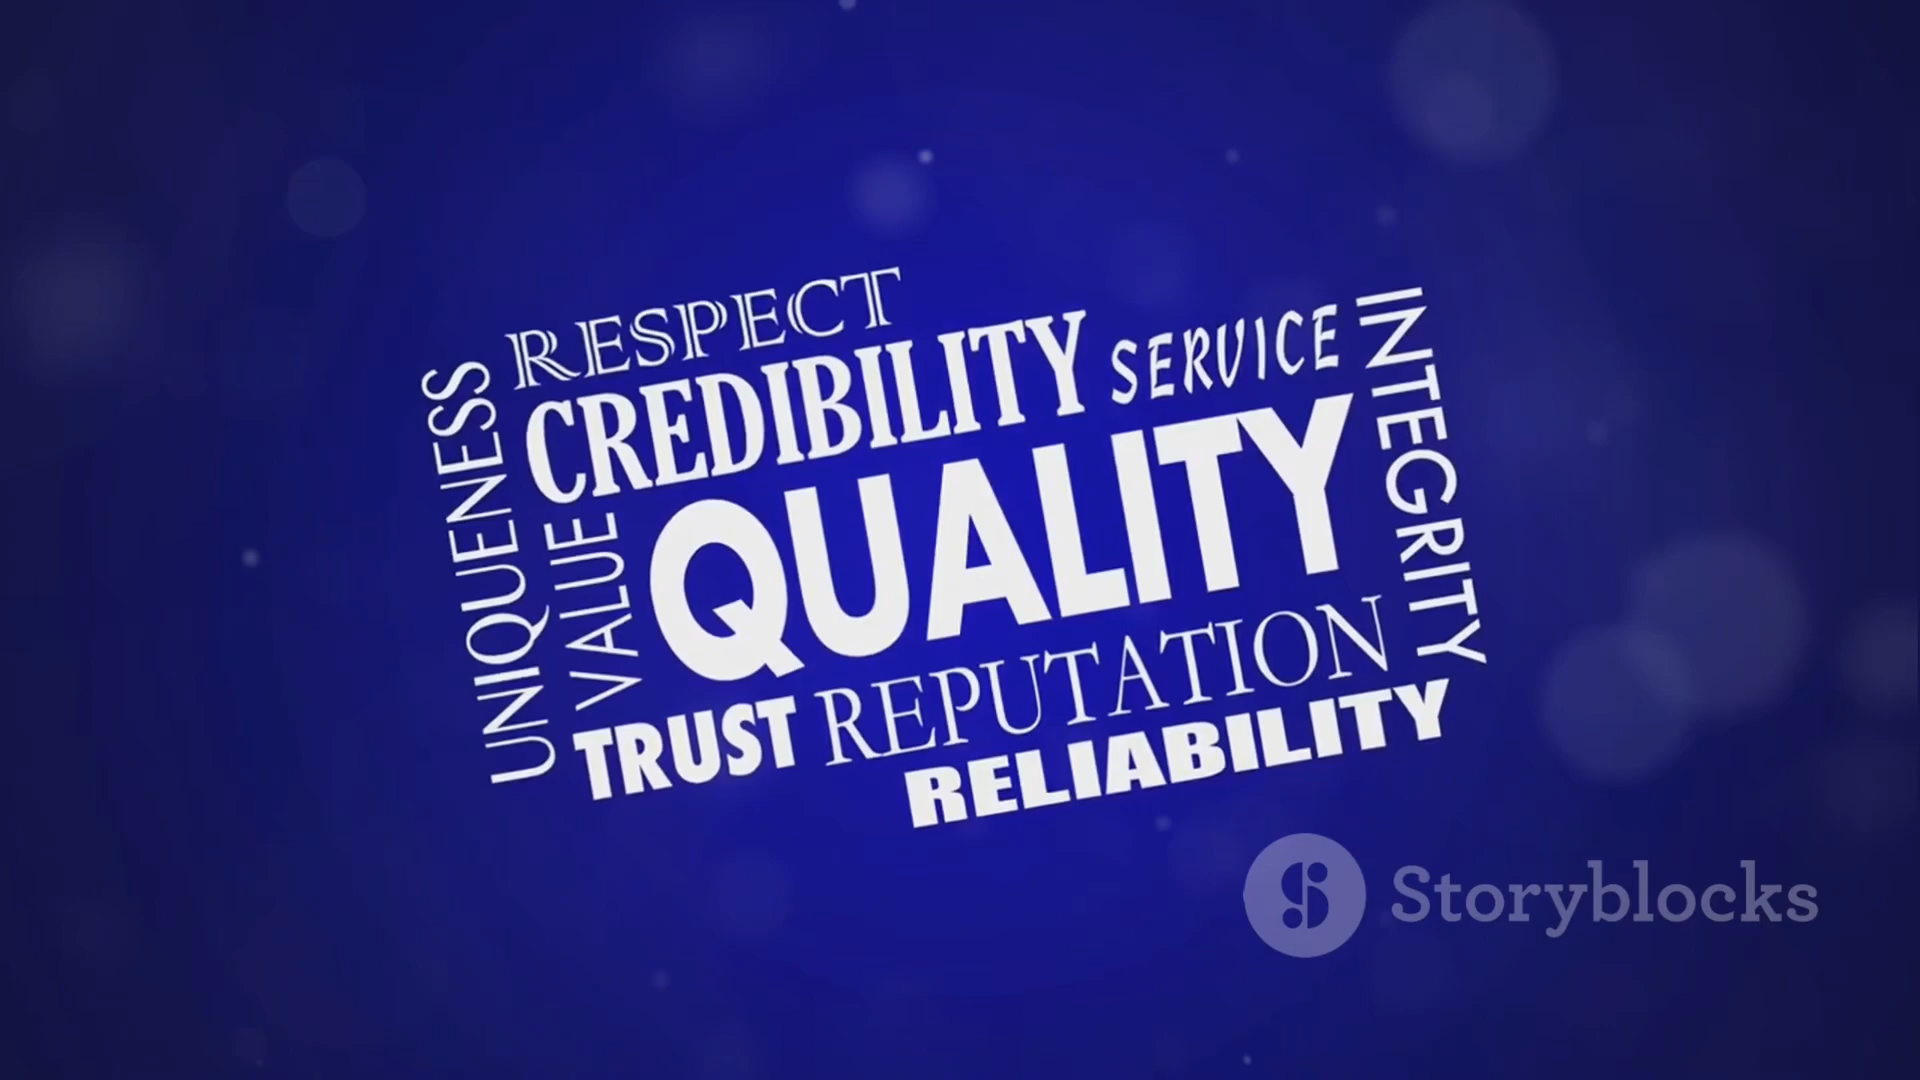 RESPECT
CREDIBILITY
SERVICE
INTEGRITY
UNIQUENESS
VALUE
QUALITY
TRUST
REPUTATION
RELIABILITY
Storyblocks